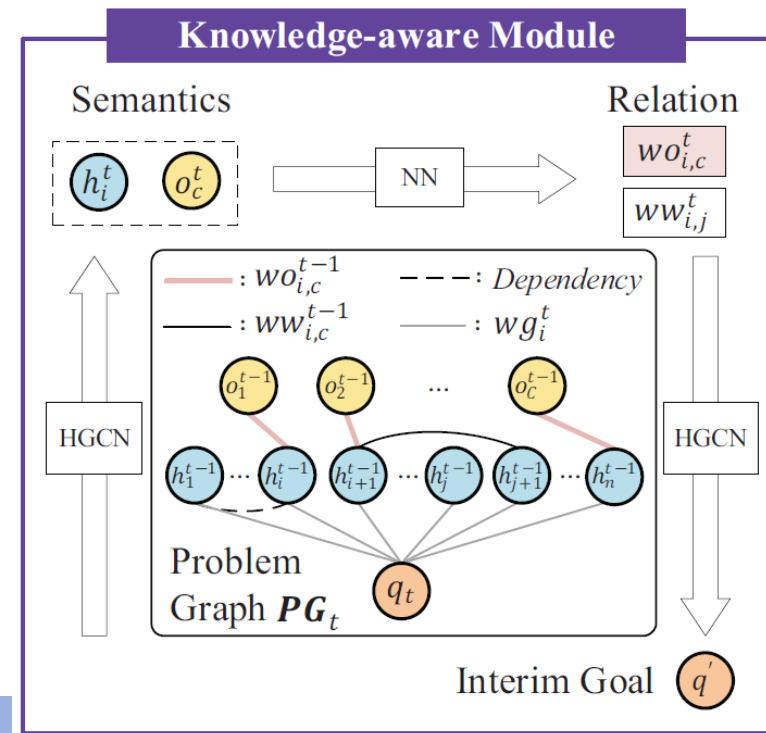 Knowledge-aware Module
Semantics
Relation
h_i^t
o_c^t
NN
wo_{i,c}^t
ww_{i,j}^t
: wo_{i,c}^{t-1}
: Dependency
: ww_{i,c}^{t-1}
: wg_i^t
o_1^{t-1}
o_2^{t-1}
...
o_C^{t-1}
HGCN
HGCN
h_1^{t-1} ... h_i^{t-1} h_{i+1}^{t-1} ... h_j^{t-1} h_{j+1}^{t-1} ... h_n^{t-1}
Problem
Graph PG_t
q_t
Interim Goal
q'